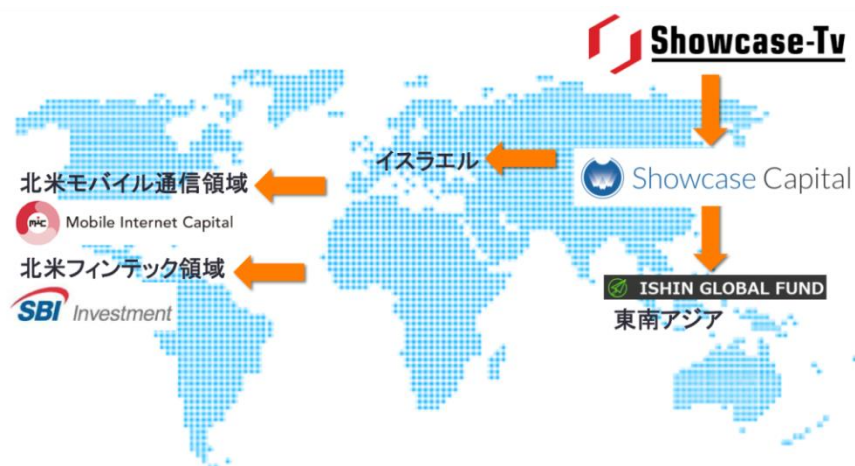 Showcase-Tv
イスラエル
Showcase Capital
北米モバイル通信領域
mic Mobile Internet Capital
北米フィンテック領域
SBI Investment
ISHIN GLOBAL FUND
東南アジア